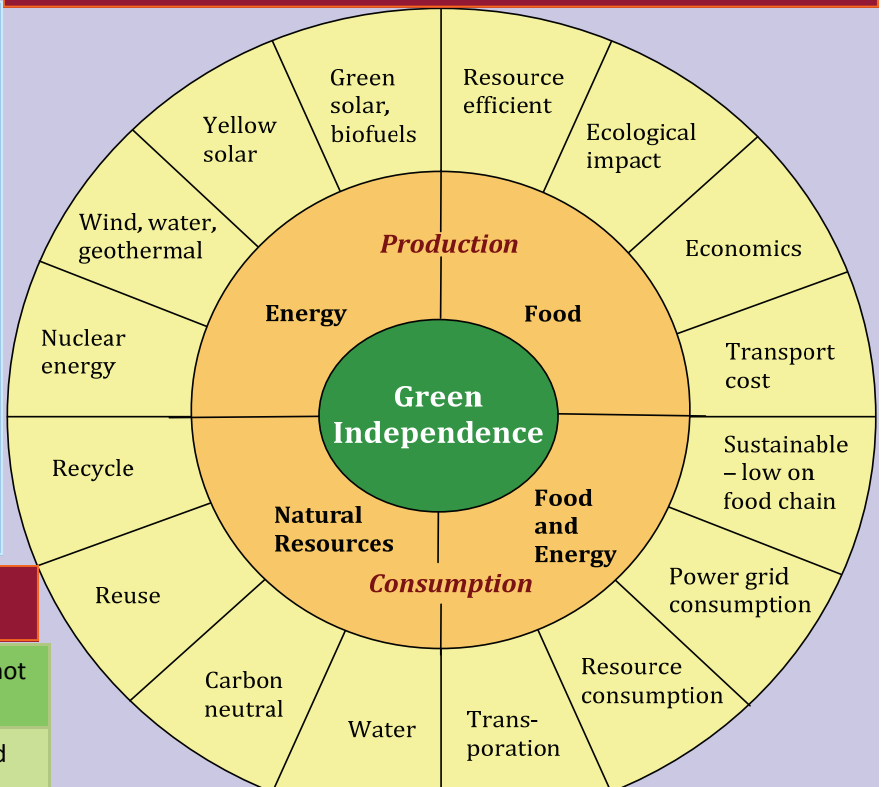 Green
solar,
biofuels
Resource
efficient
Yellow
solar
Ecological
impact
Wind, water,
geothermal
Production
Economics
Energy
Food
Nuclear
energy
Transport
cost
Green
Independence
Recycle
Sustainable
– low on
food chain
Natural
Resources
Food
and
Energy
Consumption
Reuse
Power grid
consumption
Carbon
neutral
Resource
consumption
Water
Trans-
poration